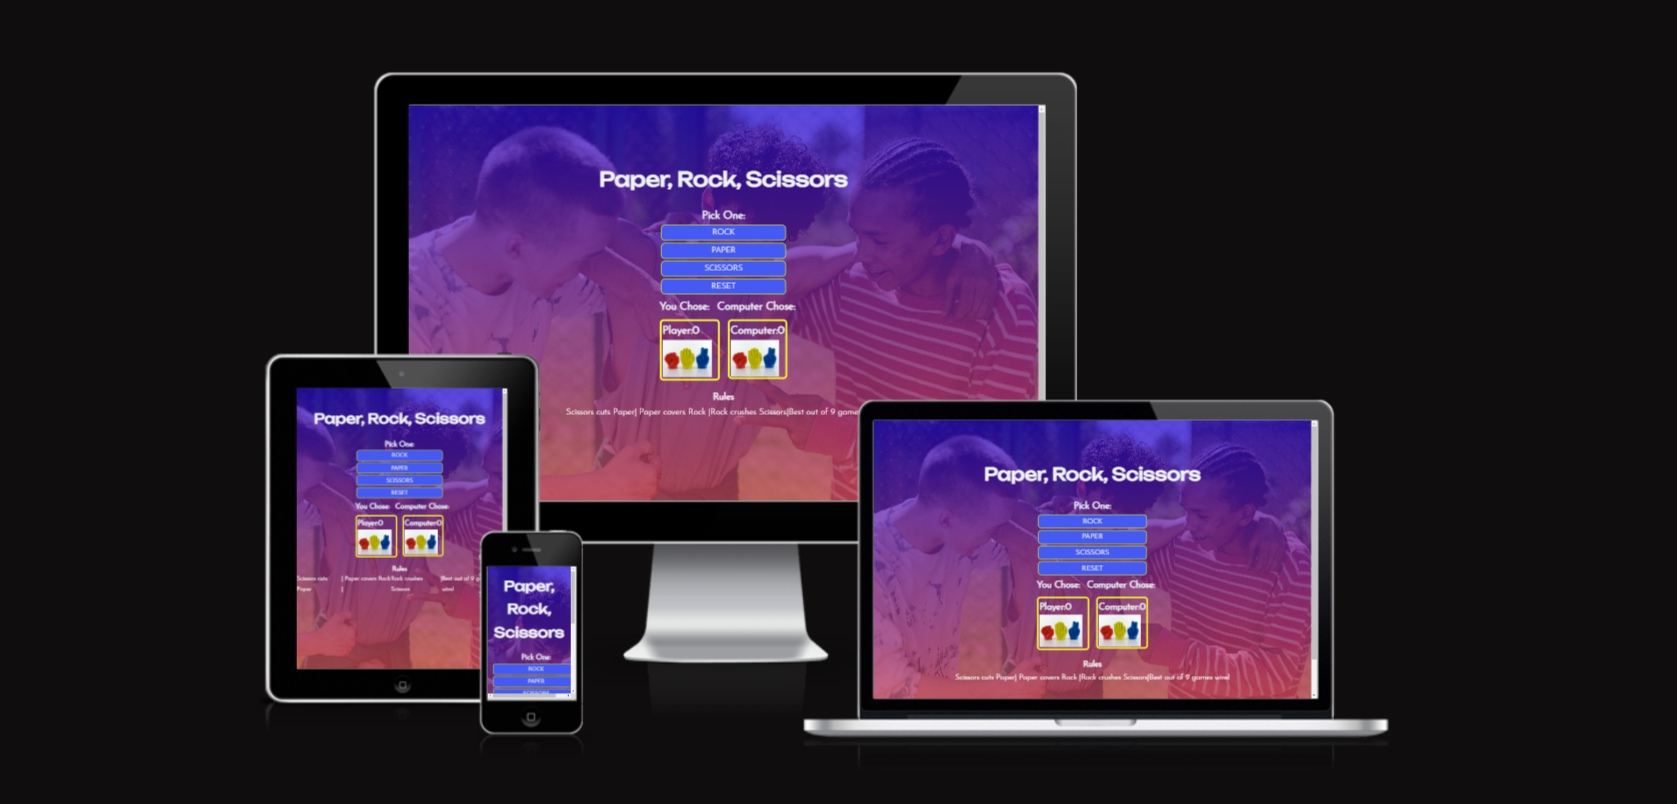 Paper, Rock, Scissors
Pick One:
ROCK
PAPER
SCISSORS
RESET
You Chose: Computer Chose:
Player:0 Computer:0
Rules
Scissors cuts Paper| Paper covers Rock |Rock crushes Scissors|Best out of 9 game
Paper, Rock, Scissors
Pick One:
ROCK
PAPER
SCISSORS
RESET
You Chose: Computer Chose:
Player:0 Computer:0
Rules
Scissors cuts | Paper covers Rock Rock crushes |Best out of 9 g
Paper | Scissors wins!
Paper,
Rock,
Scissors
Pick One:
ROCK
PAPER
SCISSORS
Paper, Rock, Scissors
Pick One:
ROCK
PAPER
SCISSORS
RESET
You Chose: Computer Chose:
Player:0 Computer:0
Rules
Scissors cuts Paper| Paper covers Rock |Rock crushes Scissors|Best out of 9 games wins!